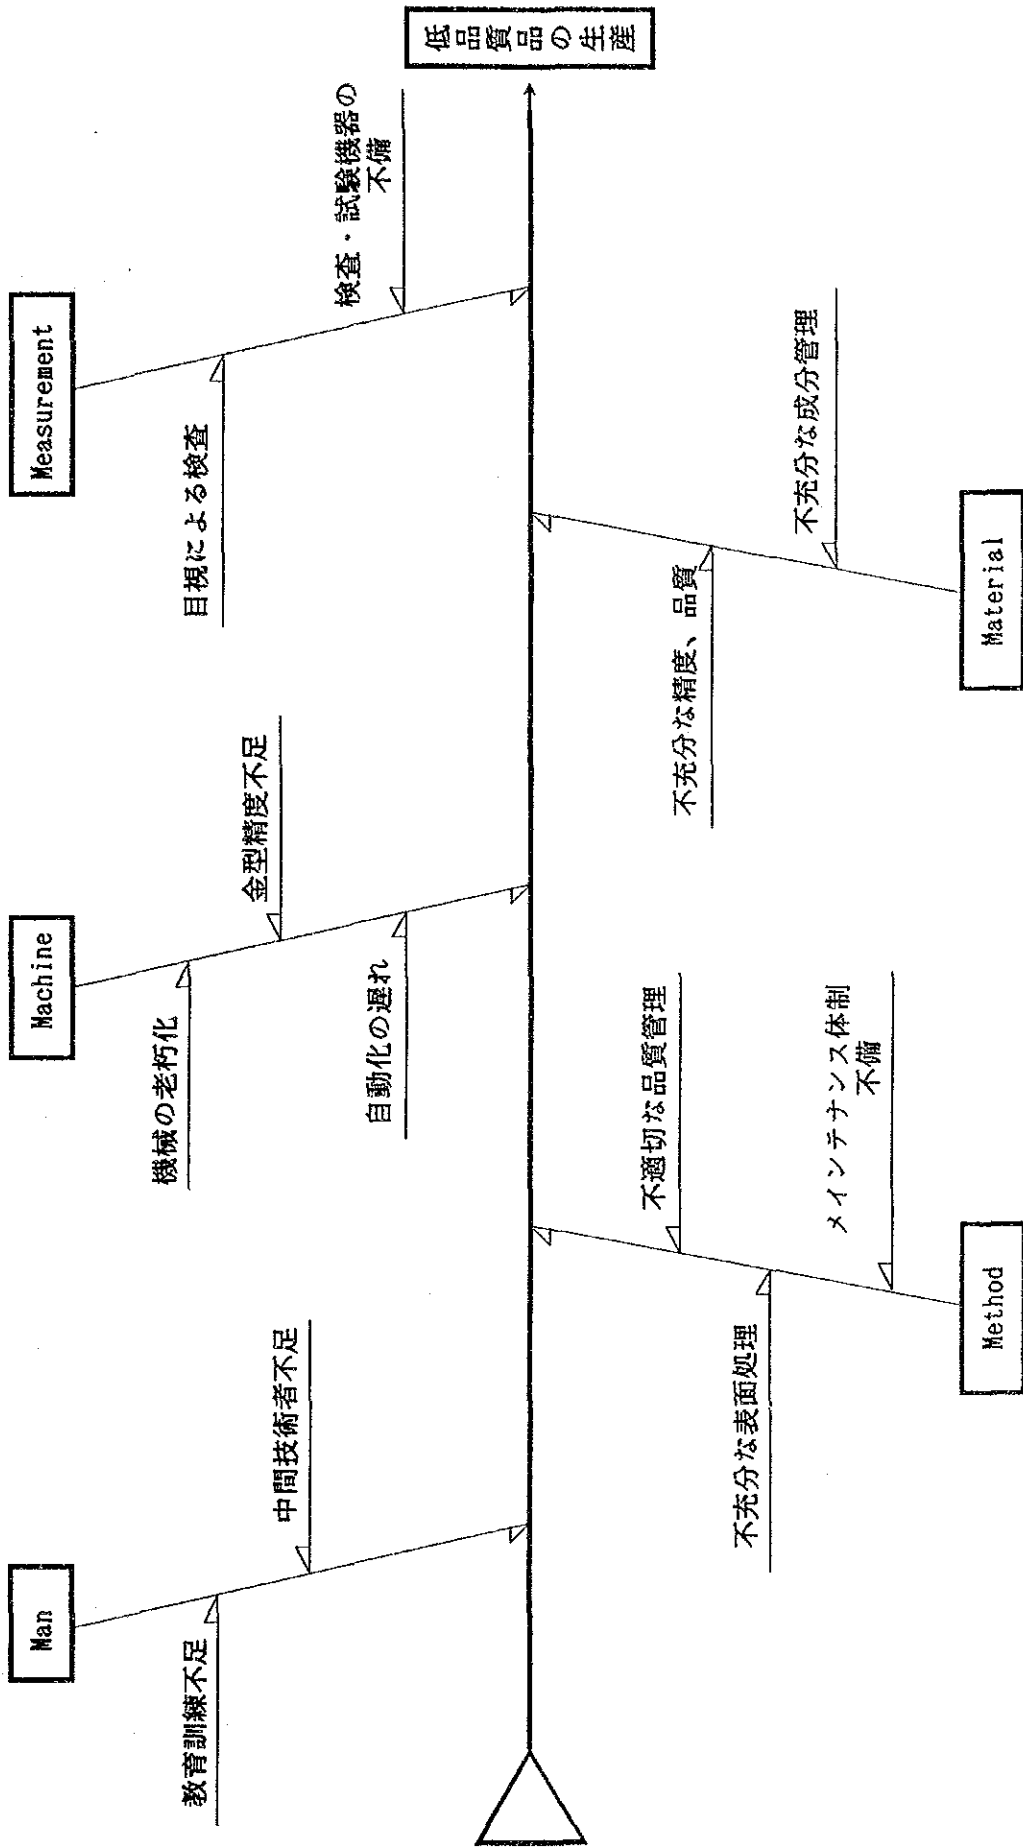 Man
Machine
Measurement
教育訓練不足
中間技術者不足
機械の老朽化
金型精度不足
自動化の遅れ
目視による検査
検査・試験機器の
不備
低品質品の生産
不充分な表面処理
不適切な品質管理
メインテナンス体制
不備
不充分な精度、品質
不充分な成分管理
Method
Material